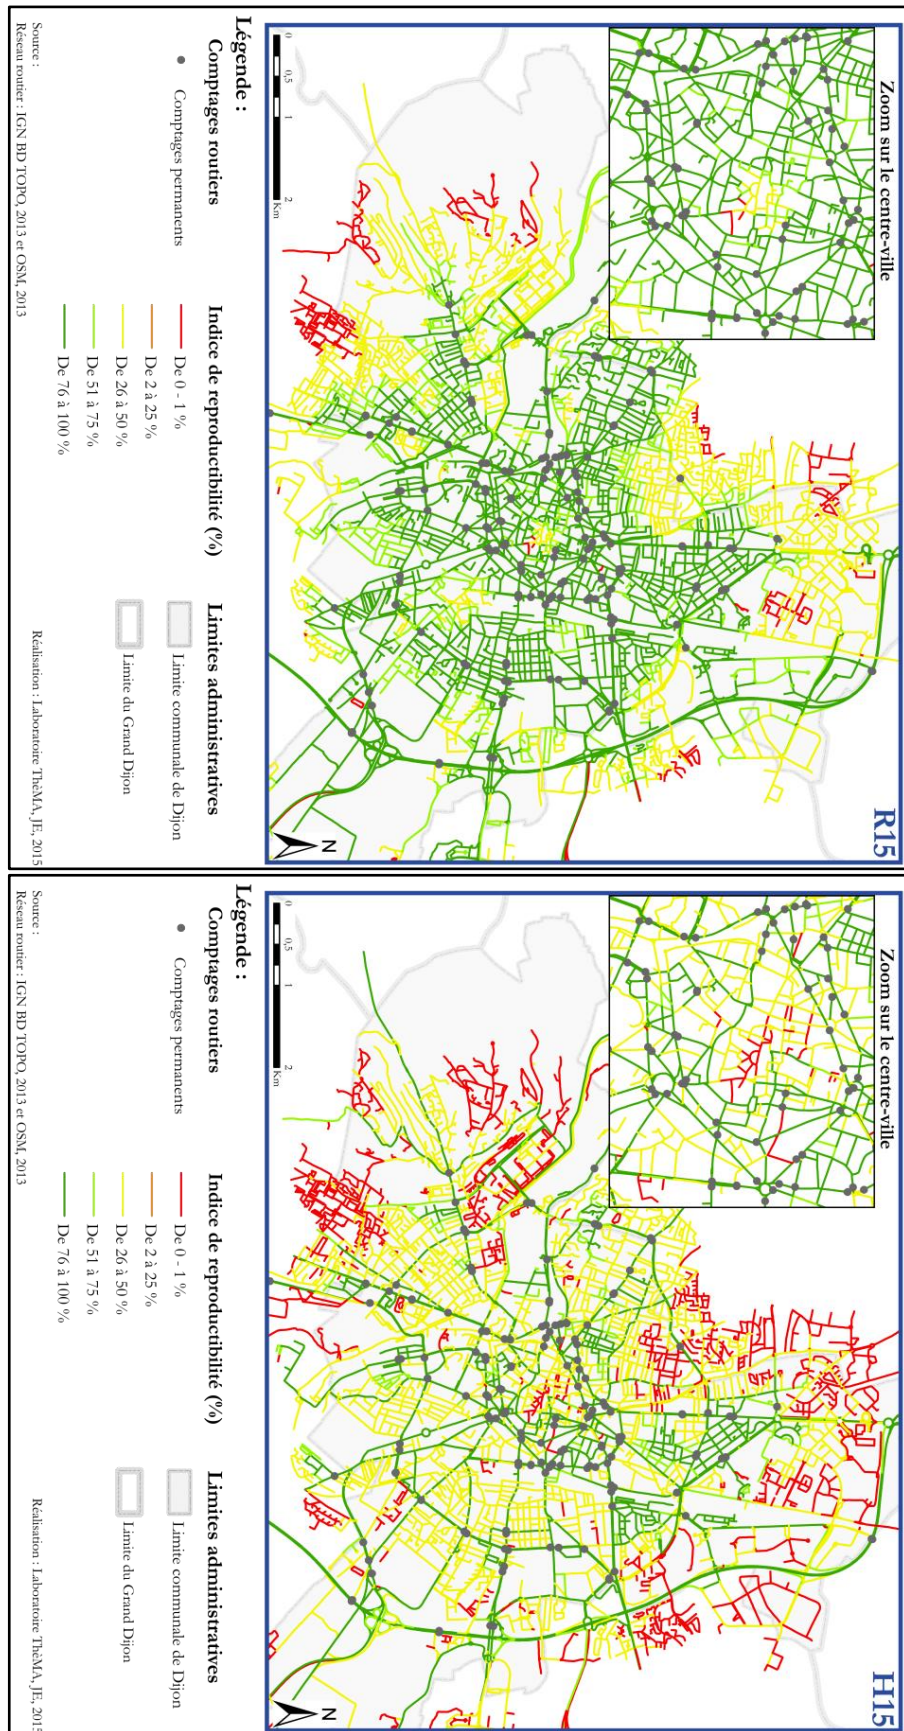 R15
Zoom sur le centre-ville
0
0,5
1
2
Km
N
Légende :
Comptages routiers
Comptages permanents
Indice de reproductibilité (%)
De 0 - 1 %
De 2 à 25 %
De 26 à 50 %
De 51 à 75 %
De 76 à 100 %
Limites administratives
Limite communale de Dijon
Limite du Grand Dijon
Source :
Réseau routier : IGN BD TOPO, 2013 et OSM, 2013
Réalisation : Laboratoire ThéMA, JE, 2015
H15
Zoom sur le centre-ville
0
0,5
1
2
Km
N
Légende :
Comptages routiers
Comptages permanents
Indice de reproductibilité (%)
De 0 - 1 %
De 2 à 25 %
De 26 à 50 %
De 51 à 75 %
De 76 à 100 %
Limites administratives
Limite communale de Dijon
Limite du Grand Dijon
Source :
Réseau routier : IGN BD TOPO, 2013 et OSM, 2013
Réalisation : Laboratoire ThéMA, JE, 2015